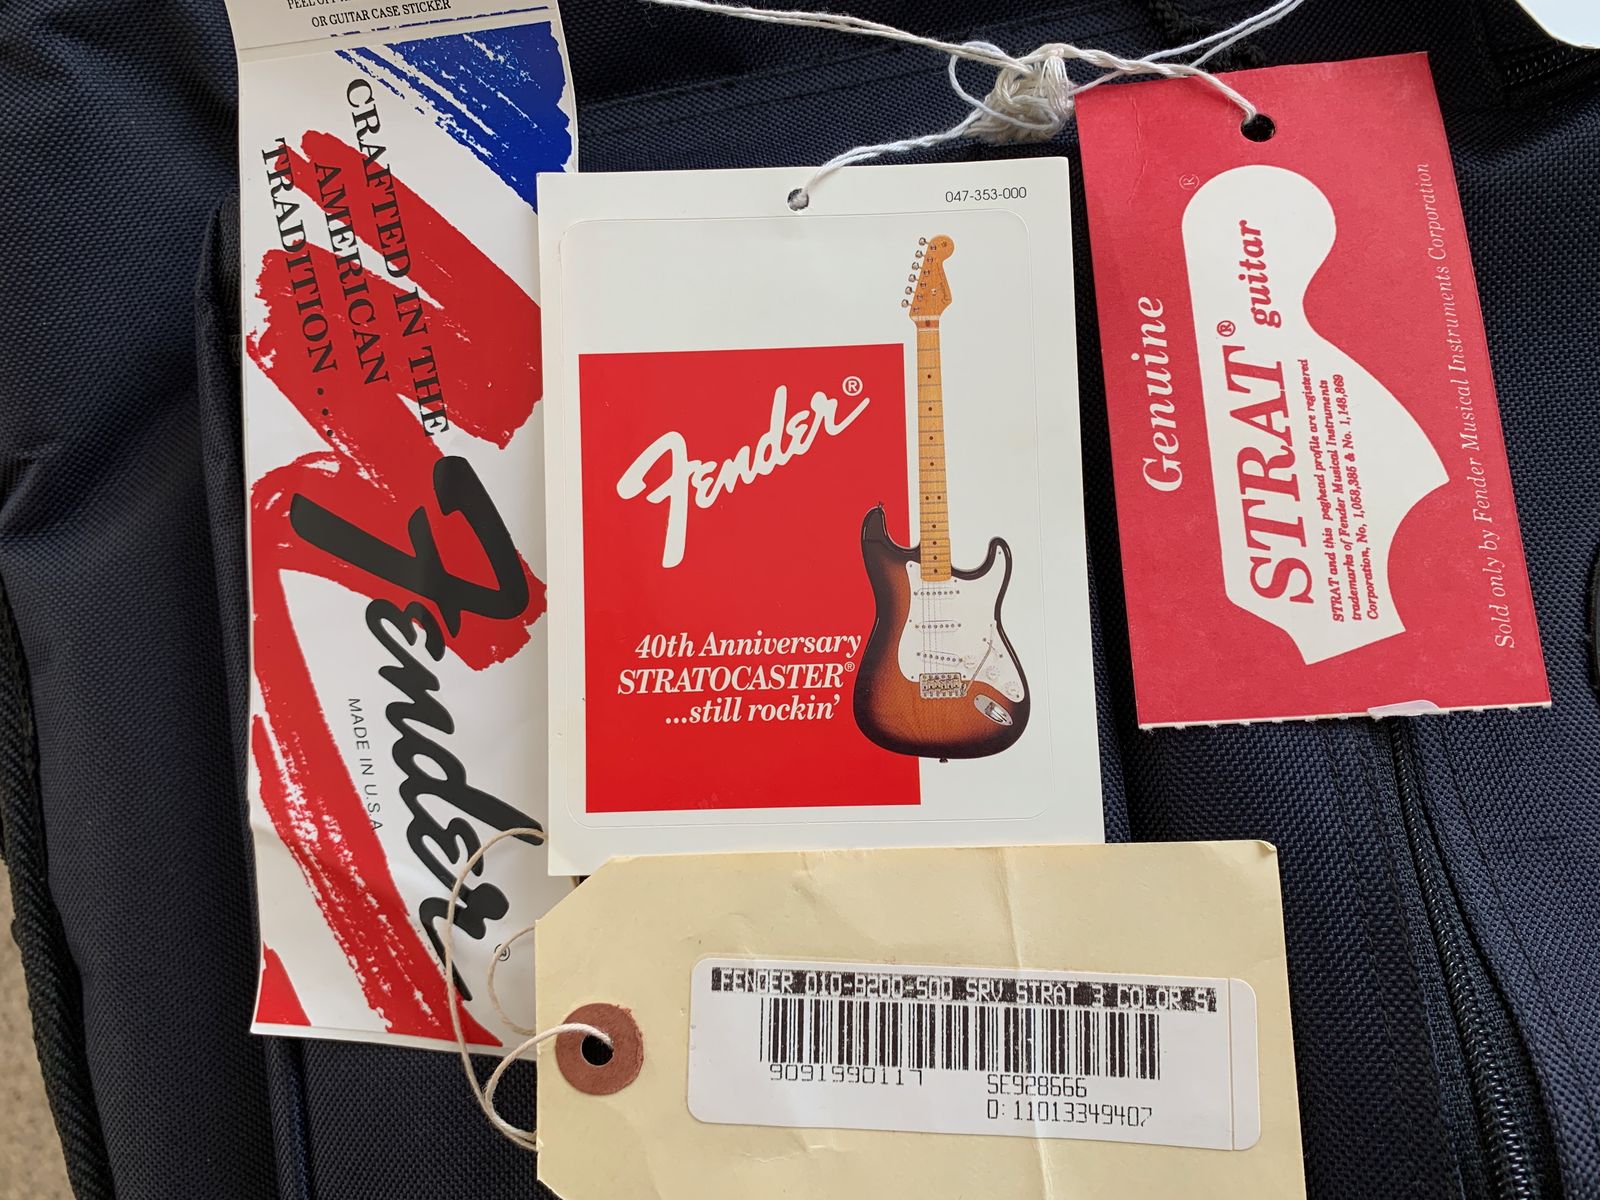 OR GUITAR CASE STICKER
CRAFTED IN THE
AMERICAN
TRADITION . . .
Fender®
MADE IN U.S.A
047-353-000
Fender®
40th Anniversary
STRATOCASTER®
...still rockin'
Genuine ®
STRAT® guitar
STRAT and this peghead profile are registered
trademarks of Fender Musical Instruments
Corporation, No, 1,058,385 & No. 1,148,869
Sold only by Fender Musical Instruments Corporation
FENDER 010-9200-500 SRV STRAT 3 COLOR S
9091990117
SE928666
D: 11013349407